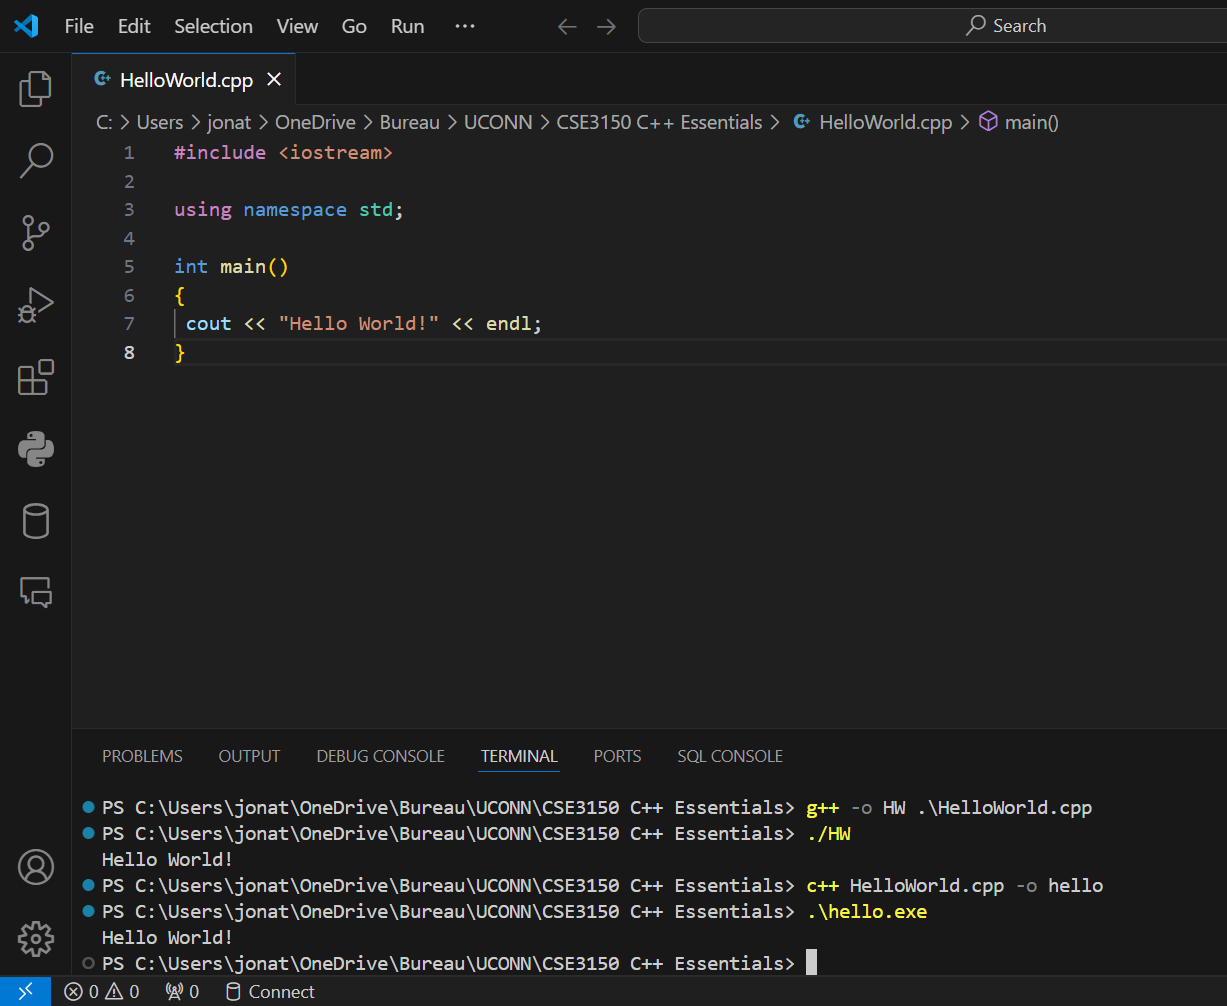 File Edit Selection View Go Run ··· Search
HelloWorld.cpp
C: > Users > jonat > OneDrive > Bureau > UCONN > CSE3150 C++ Essentials > HelloWorld.cpp > main()
1 #include <iostream>
2
3 using namespace std;
4
5 int main()
6 {
7 cout << "Hello World!" << endl;
8 }
PROBLEMS OUTPUT DEBUG CONSOLE TERMINAL PORTS SQL CONSOLE
PS C:\Users\jonat\OneDrive\Bureau\UCONN\CSE3150 C++ Essentials> g++ -o HW .\HelloWorld.cpp
PS C:\Users\jonat\OneDrive\Bureau\UCONN\CSE3150 C++ Essentials> ./HW
Hello World!
PS C:\Users\jonat\OneDrive\Bureau\UCONN\CSE3150 C++ Essentials> c++ HelloWorld.cpp -o hello
PS C:\Users\jonat\OneDrive\Bureau\UCONN\CSE3150 C++ Essentials> .\hello.exe
Hello World!
PS C:\Users\jonat\OneDrive\Bureau\UCONN\CSE3150 C++ Essentials>
0 0 0 Connect